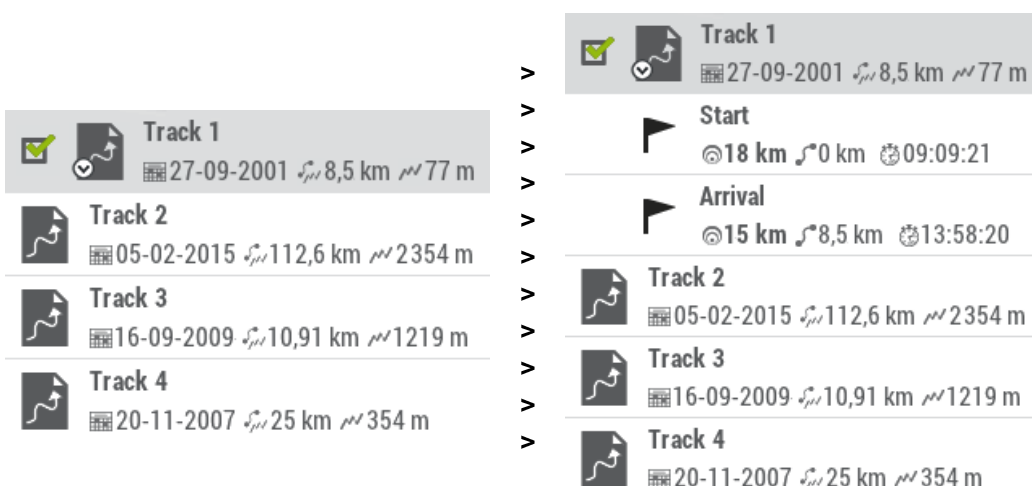 Track 1
27-09-2001 8,5 km 77 m
Track 2
05-02-2015 112,6 km 2354 m
Track 3
16-09-2009 10,91 km 1219 m
Track 4
20-11-2007 25 km 354 m
>
>
>
>
>
>
>
>
>
>
>
Track 1
27-09-2001 8,5 km 77 m
Start
18 km 0 km 09:09:21
Arrival
15 km 8,5 km 13:58:20
Track 2
05-02-2015 112,6 km 2354 m
Track 3
16-09-2009 10,91 km 1219 m
Track 4
20-11-2007 25 km 354 m